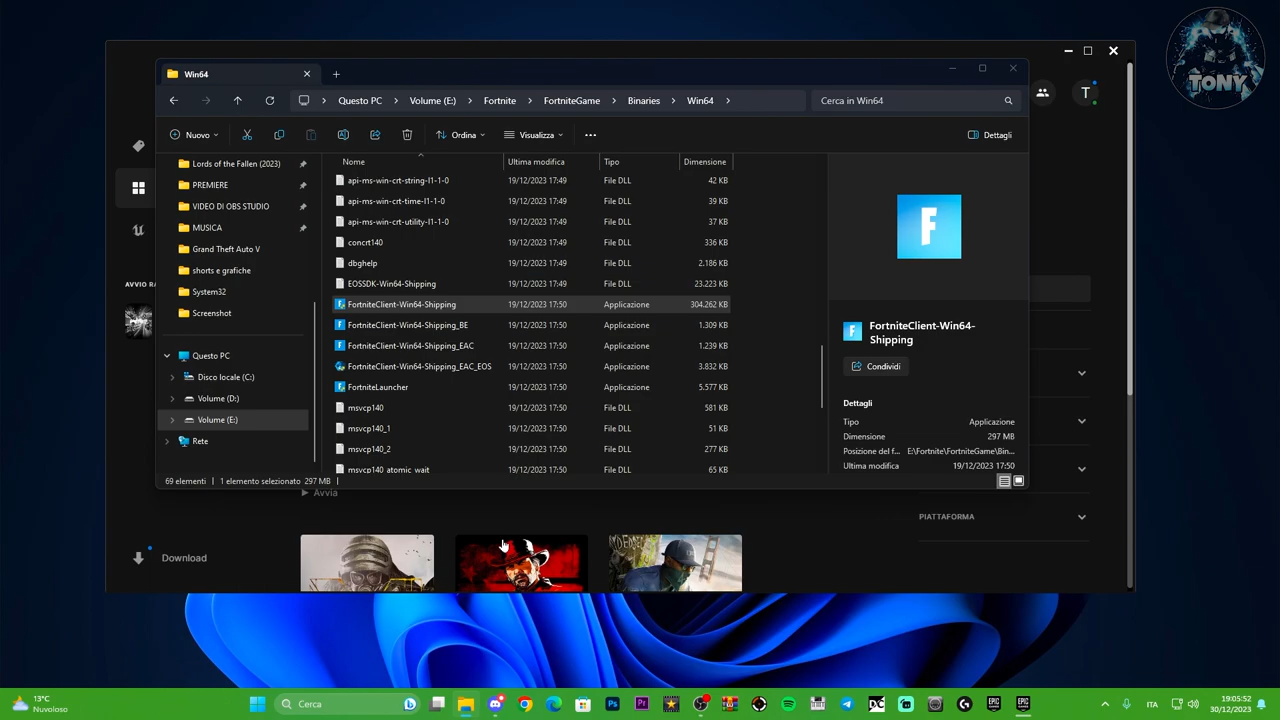 TONY
Win64
T
Questo PC
Volume (E:)
Fortnite
FortniteGame
Binaries
Win64
Cerca in Win64
Nuovo
Ordina
Visualizza
Dettagli
Lords of the Fallen (2023)
PREMIERE
VIDEO DI OBS STUDIO
MUSICA
Grand Theft Auto V
shorts e grafiche
System32
Screenshot
Questo PC
Disco locale (C:)
Volume (D:)
Volume (E:)
Rete
Nome Ultima modifica Tipo Dimensione
api-ms-win-crt-string-l1-1-0 19/12/2023 17:49 File DLL 42 KB
api-ms-win-crt-time-l1-1-0 19/12/2023 17:49 File DLL 39 KB
api-ms-win-crt-utility-l1-1-0 19/12/2023 17:49 File DLL 37 KB
concrt140 19/12/2023 17:49 File DLL 336 KB
dbghelp 19/12/2023 17:49 File DLL 2.186 KB
EOSSDK-Win64-Shipping 19/12/2023 17:49 File DLL 23.223 KB
FortniteClient-Win64-Shipping 19/12/2023 17:50 Applicazione 304.262 KB
FortniteClient-Win64-Shipping_BE 19/12/2023 17:50 Applicazione 1.309 KB
FortniteClient-Win64-Shipping_EAC 19/12/2023 17:50 Applicazione 1.239 KB
FortniteClient-Win64-Shipping_EAC_EOS 19/12/2023 17:50 Applicazione 3.832 KB
FortniteLauncher 19/12/2023 17:50 Applicazione 5.577 KB
msvcp140 19/12/2023 17:50 File DLL 581 KB
msvcp140_1 19/12/2023 17:50 File DLL 51 KB
msvcp140_2 19/12/2023 17:50 File DLL 277 KB
msvcp140_atomic_wait 19/12/2023 17:50 File DLL 65 KB
F
FortniteClient-Win64-
Shipping
Condividi
Dettagli
Tipo Applicazione
Dimensione 297 MB
Posizione del f... E:\Fortnite\FortniteGame\Bin...
Ultima modifica 19/12/2023 17:50
69 elementi 1 elemento selezionato 297 MB
AVVIO RA
Avvia
PIATTAFORMA
Download
13°C
Nuvoloso
Cerca
Ps
Pr
EPIC
EPIC
ITA
19:05:52
30/12/2023